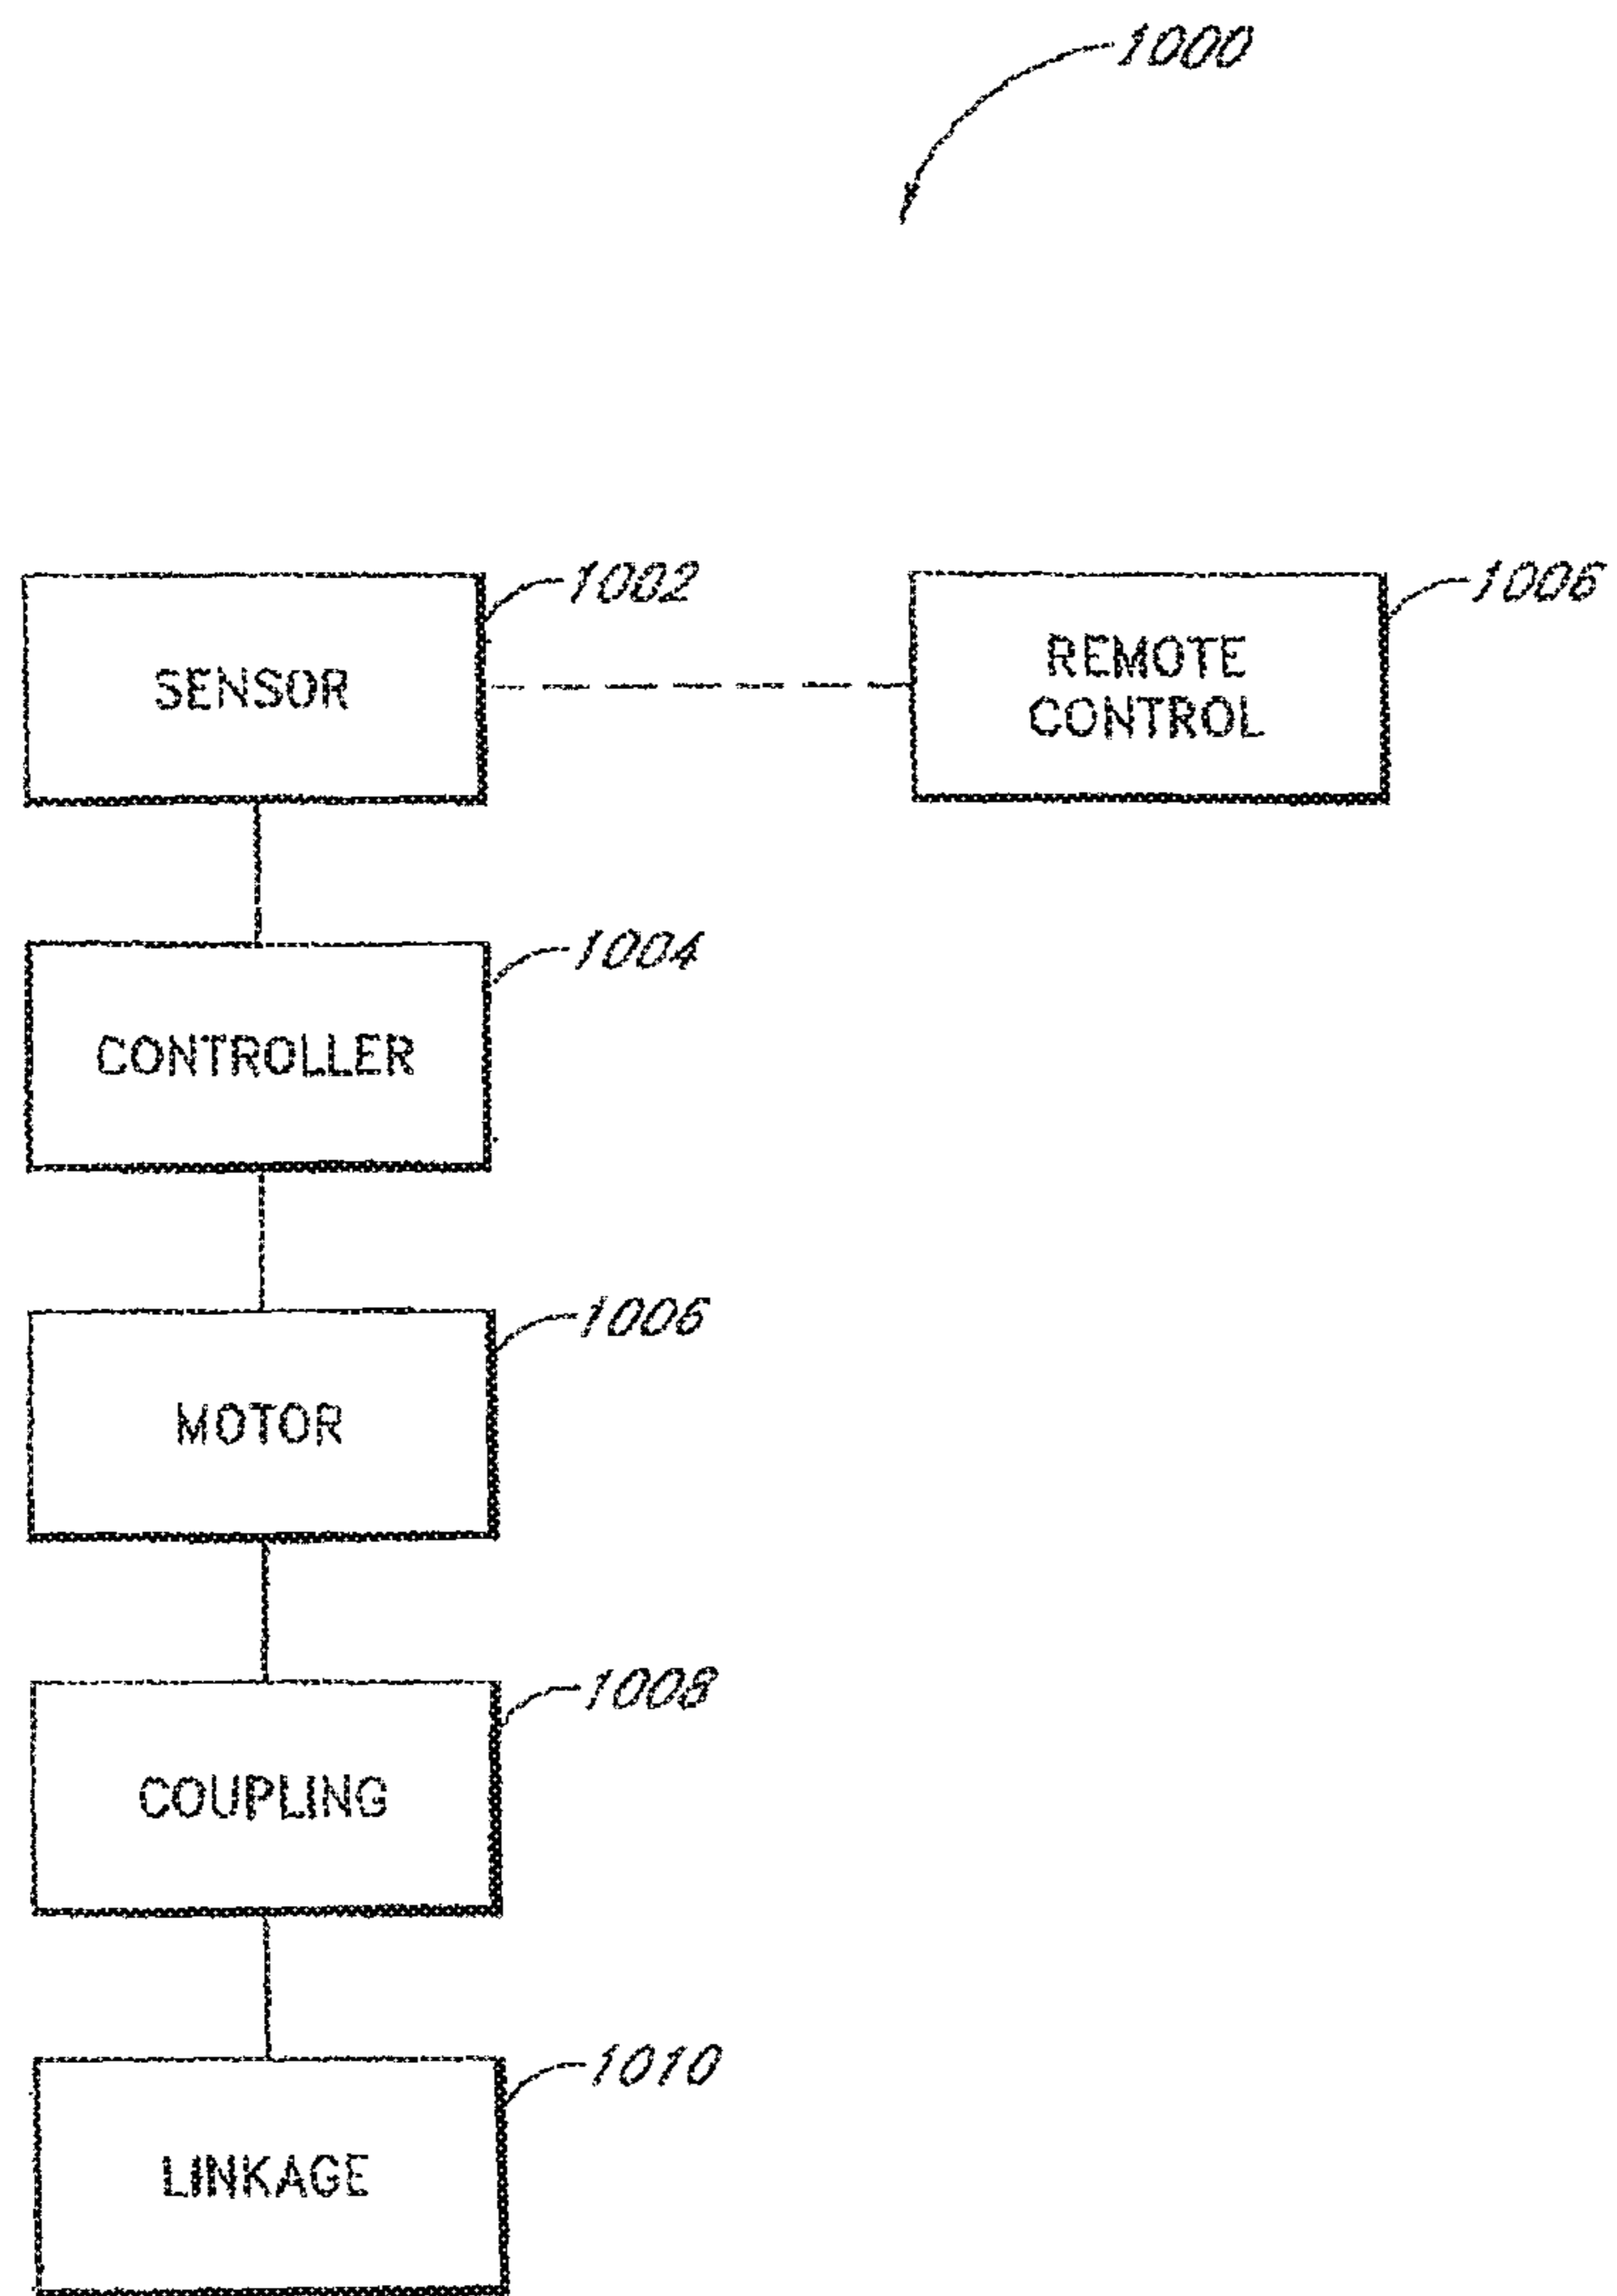 1000
1002
SENSOR
1006
REMOTE
CONTROL
1004
CONTROLLER
1006
MOTOR
1008
COUPLING
1010
LINKAGE